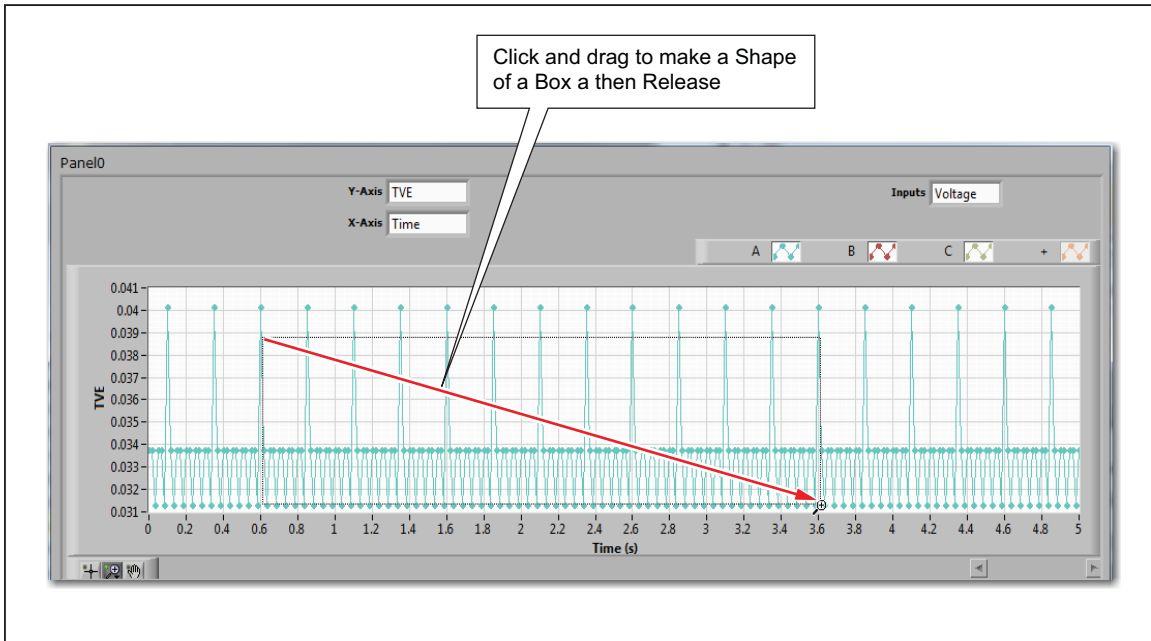 Click and drag to make a Shape
of a Box a then Release
Panel0
Y-Axis TVE
Inputs Voltage
X-Axis Time
A B C +
0.041
0.04
0.039
0.038
0.037
0.036
0.035
0.034
0.033
0.032
0.031
TVE
0 0.2 0.4 0.6 0.8 1 1.2 1.4 1.6 1.8 2 2.2 2.4 2.6 2.8 3 3.2 3.4 3.6 3.8 4 4.2 4.4 4.6 4.8 5
Time (s)